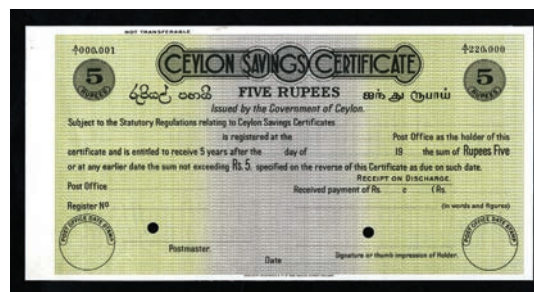 NOT TRANSFERABLE
A/1 000,001
A/1 220,000
CEYLON SAVINGS CERTIFICATE
5
RUPEES
5
RUPEES
රුපියල් පහයි
FIVE RUPEES
ஐந்து ரூபாய்
Issued by the Government of Ceylon.
Subject to the Statutory Regulations relating to Ceylon Savings Certificates
is registered at the Post Office as the holder of this
certificate and is entitled to receive 5 years after the day of 19 the sum of Rupees Five
or at any earlier date the sum not exceeding Rs. 5. specified on the reverse of this Certificate as due on such date.
RECEIPT ON DISCHARGE.
Post Office
Received payment of Rs. c (Rs.
Register Nº
(in words and figures)
POST OFFICE DATE STAMP
POST OFFICE DATE STAMP
Postmaster.
Date
Signature or thumb impression of Holder.